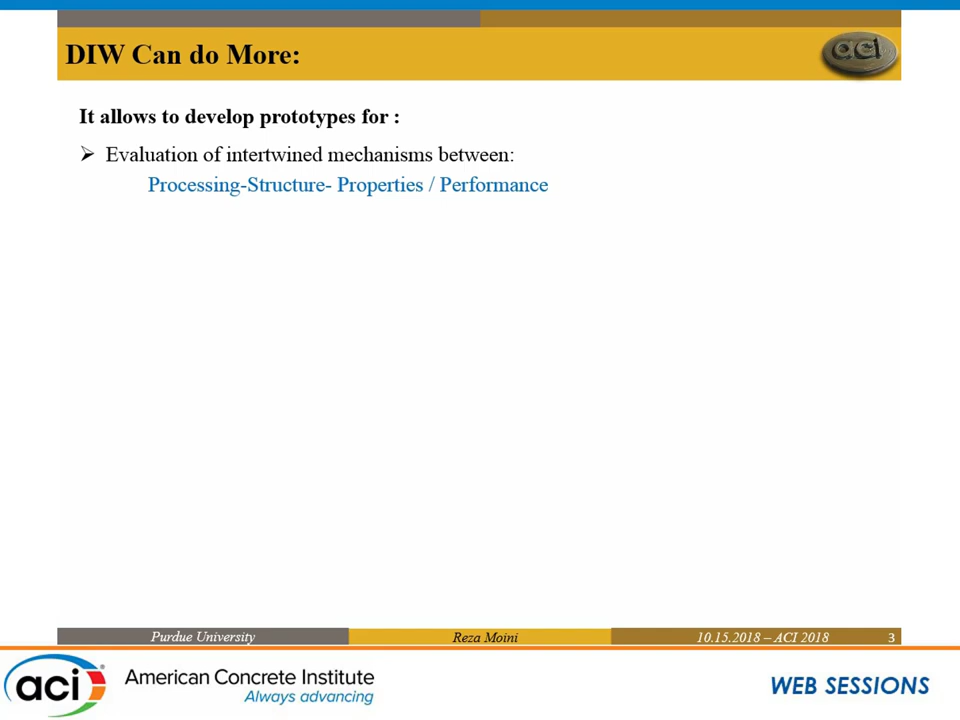 DIW Can do More:
aci
It allows to develop prototypes for :
Evaluation of intertwined mechanisms between:
Processing-Structure- Properties / Performance
Purdue University
Reza Moini
10.15.2018 – ACI 2018
3
aci
American Concrete Institute
Always advancing
WEB SESSIONS